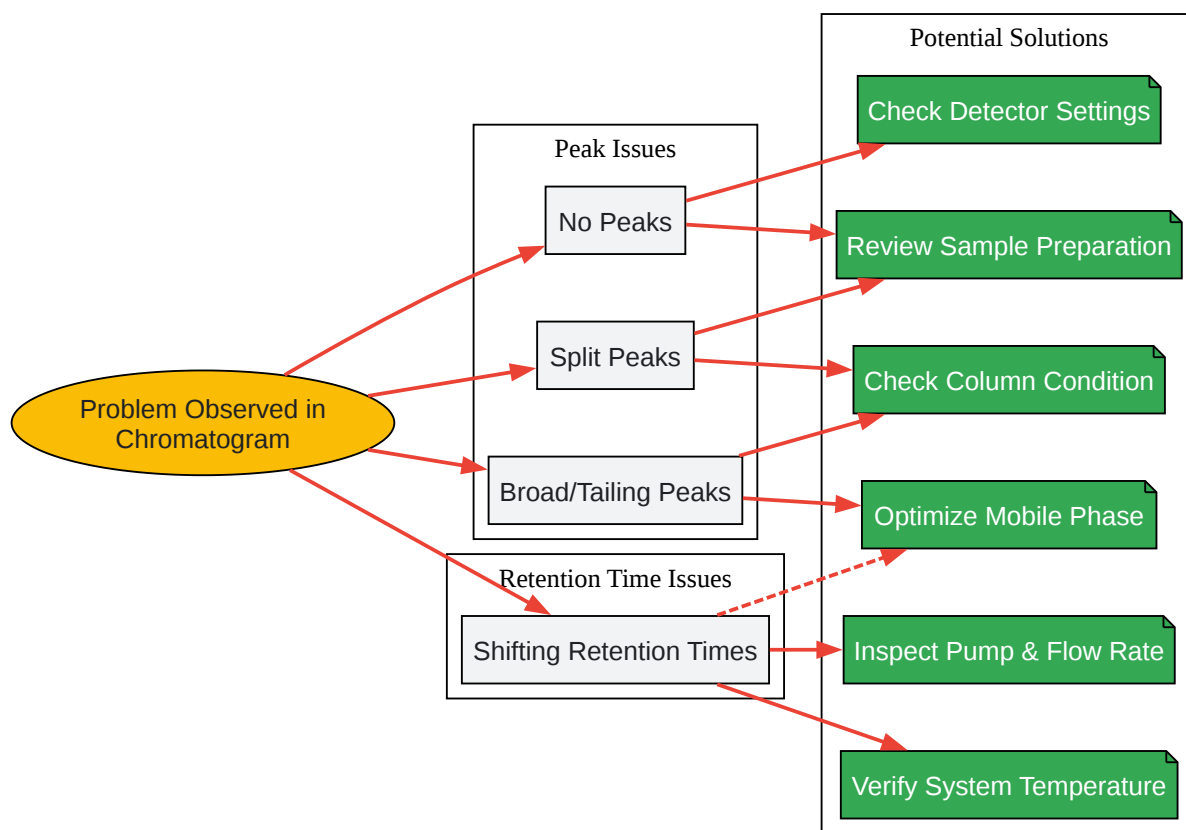 Problem Observed in
Chromatogram
Peak Issues
No Peaks
Split Peaks
Broad/Tailing Peaks
Retention Time Issues
Shifting Retention Times
Potential Solutions
Check Detector Settings
Review Sample Preparation
Check Column Condition
Optimize Mobile Phase
Inspect Pump & Flow Rate
Verify System Temperature